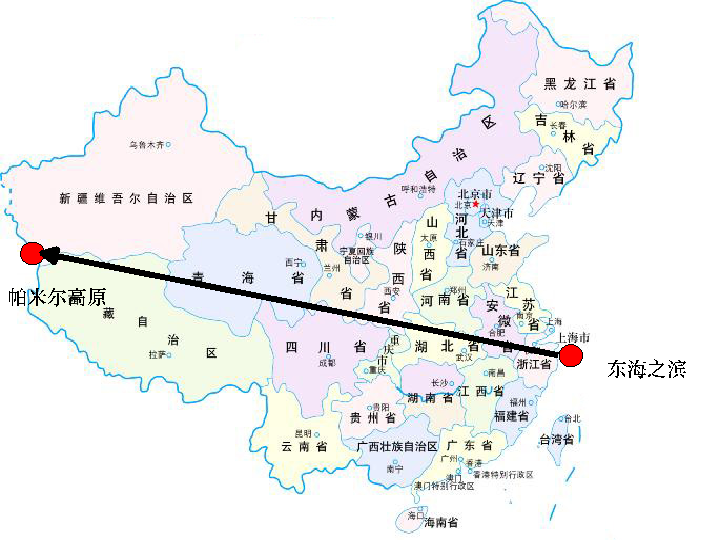 黑龙江省
哈尔滨
吉
林
省
长春
沈阳
辽宁省
内
蒙
古
自
治
区
呼和浩特
乌鲁木齐
新疆维吾尔自治区
甘
肃
省
北京市
北京
天津市
天津
河
北
省
石家庄
山
西
省
太原
山东省
济南
银川
宁夏回族
自治区
陕
西
省
西安
兰州
西宁
青
海
省
帕米尔高原
藏
自
治
区
拉萨
河
南
省
郑州
江
苏
省
南京
安
徽
省
合肥
上海
上海市
东海之滨
浙江省
湖
北
省
武汉
重
庆
市
重庆
四
川
省
成都
长沙
湖南省
江西省
南昌
福州
福建省
台北
台湾省
贵阳
贵州省
昆明
云南省
广西壮族自治区
南宁
广东省
广州
香港
香港特别行政区
澳门
澳门特别行政区
海口
海南省